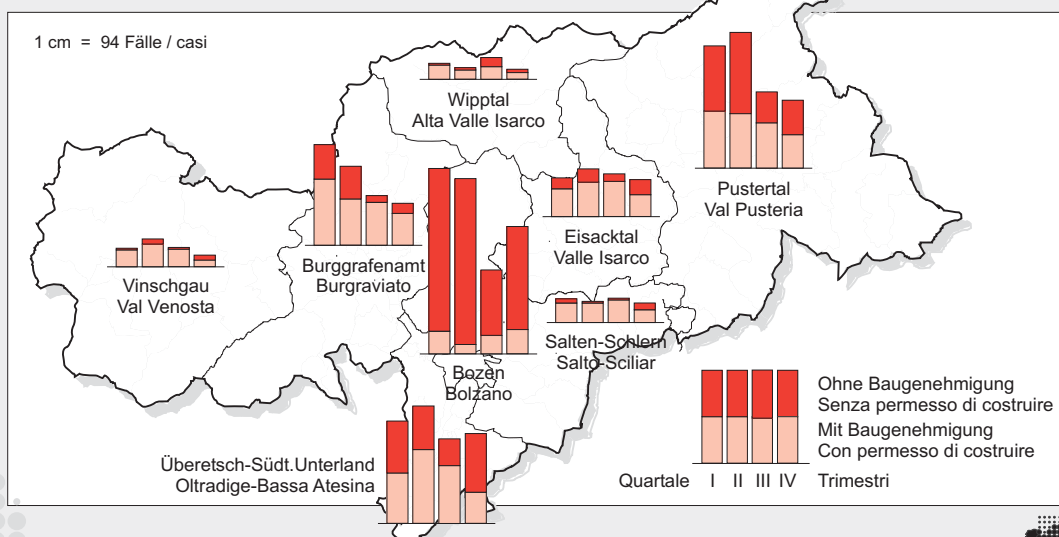 1 cm = 94 Fälle / casi
Wipptal
Alta Valle Isarco
Pustertal
Val Pusteria
Burggrafenamt
Burgraviato
Eisacktal
Valle Isarco
Vinschgau
Val Venosta
Salten-Schlern
Salto-Sciliar
Bozen
Bolzano
Überetsch-Südt.Unterland
Oltradige-Bassa Atesina
Ohne Baugenehmigung
Senza permesso di costruire
Mit Baugenehmigung
Con permesso di costruire
Quartale I II III IV Trimestri